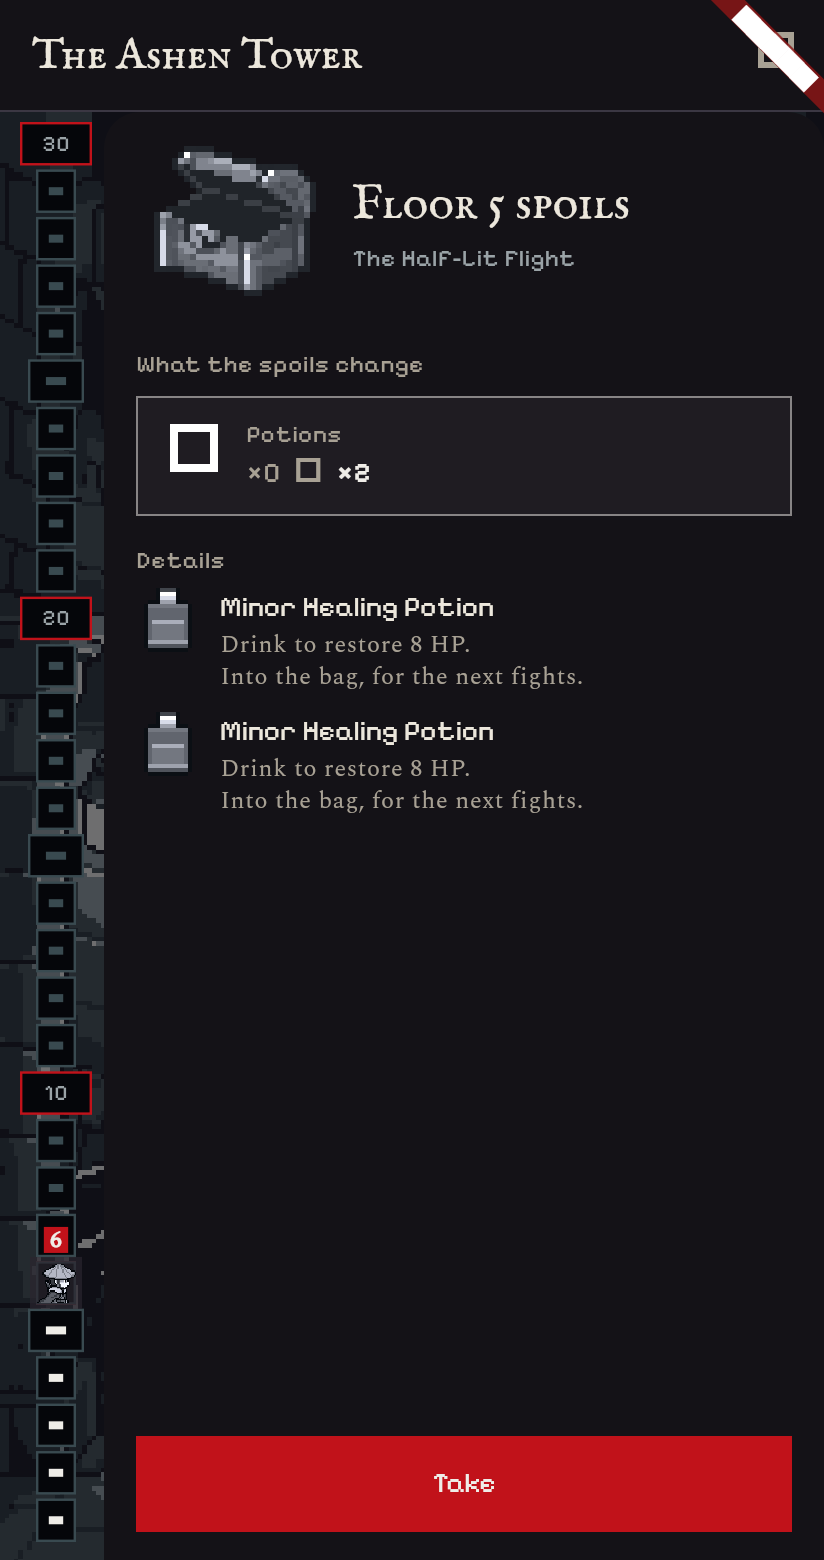 The Ashen Tower
30
Floor 5 spoils
The Half-Lit Flight
What the spoils change
Potions
×0 ×2
Details
Minor Healing Potion
Drink to restore 8 HP.
Into the bag, for the next fights.
20
Minor Healing Potion
Drink to restore 8 HP.
Into the bag, for the next fights.
10
6
Take